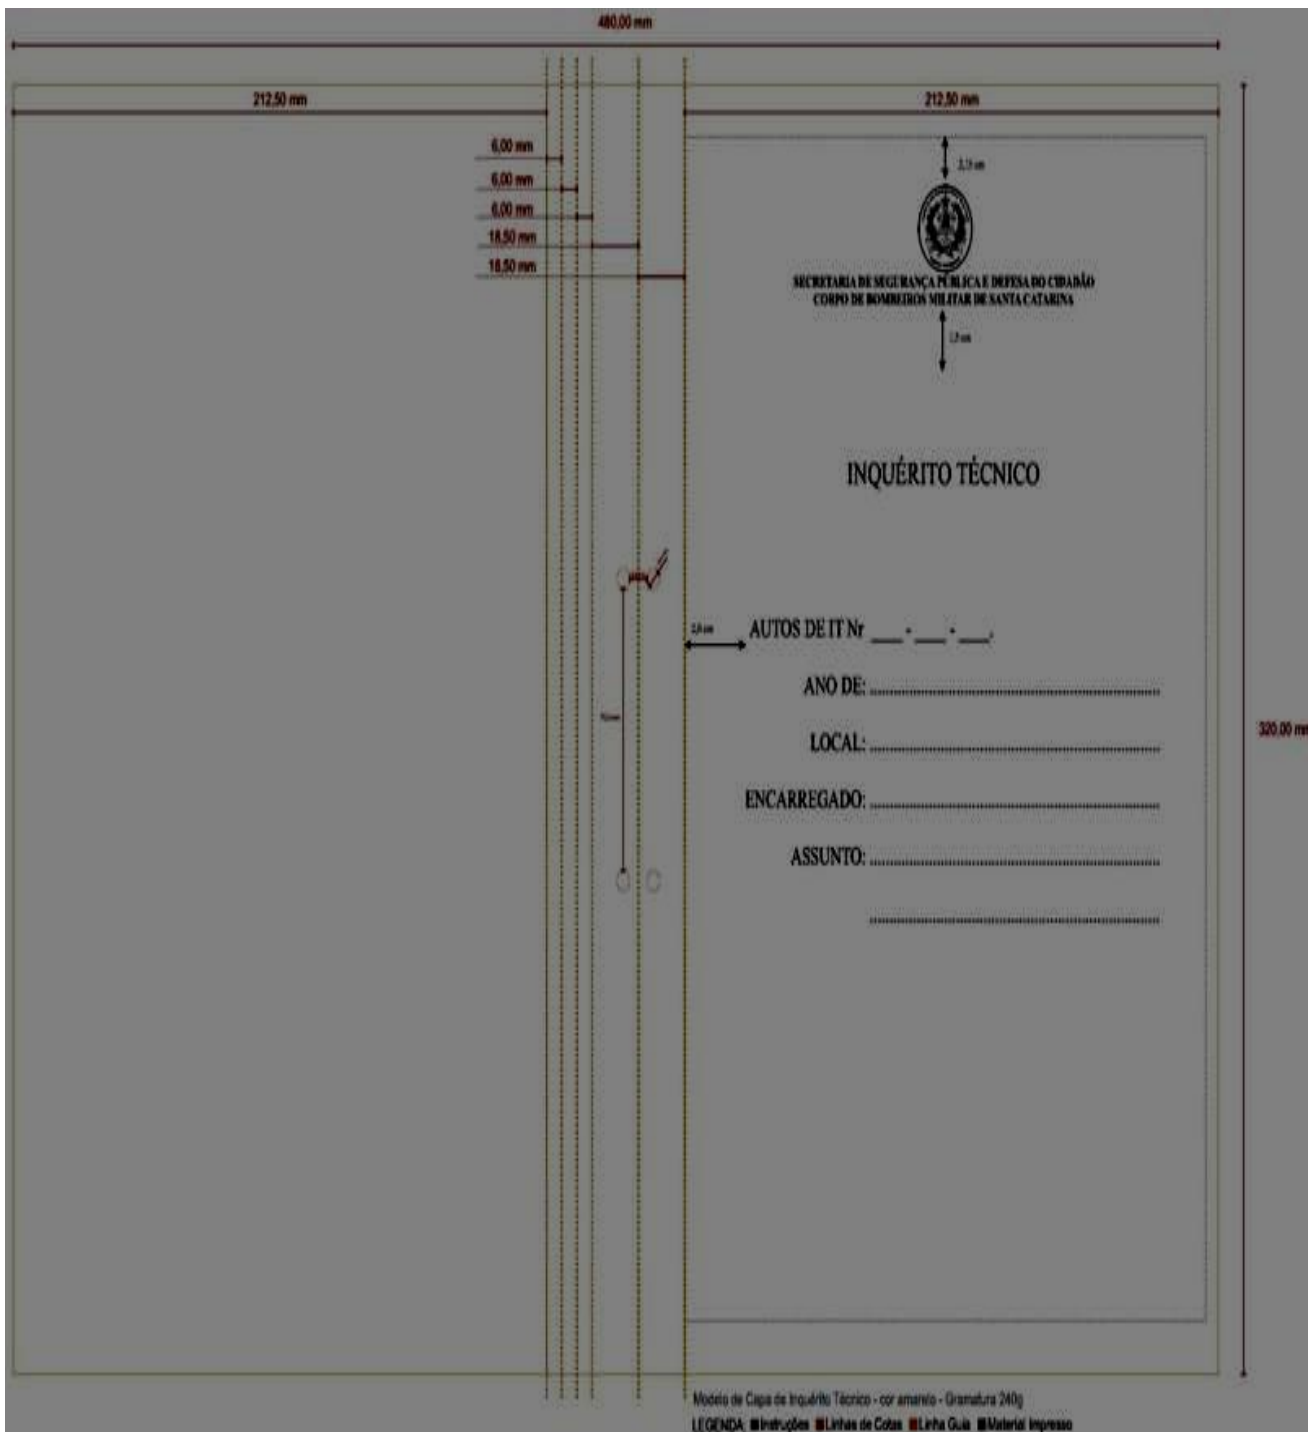 480,00 mm
212,50 mm
212,50 mm
6,00 mm
6,00 mm
6,00 mm
18,50 mm
18,50 mm
SECRETARIA DE SEGURANÇA PÚBLICA E DEFESA DO CIDADÃO
CORPO DE BOMBEIROS MILITAR DE SANTA CATARINA
INQUÉRITO TÉCNICO
AUTOS DE IT Nr ___ - ___ - ___.
ANO DE: ........................................
LOCAL: ........................................
320,00 mm
ENCARREGADO: ........................................
ASSUNTO: ........................................
........................................
Modelo de Capa de Inquérito Técnico - cor amarelo - Gramatura 240g
LEGENDA: Instruções Linhas de Cotas Linha Guia Material Impresso